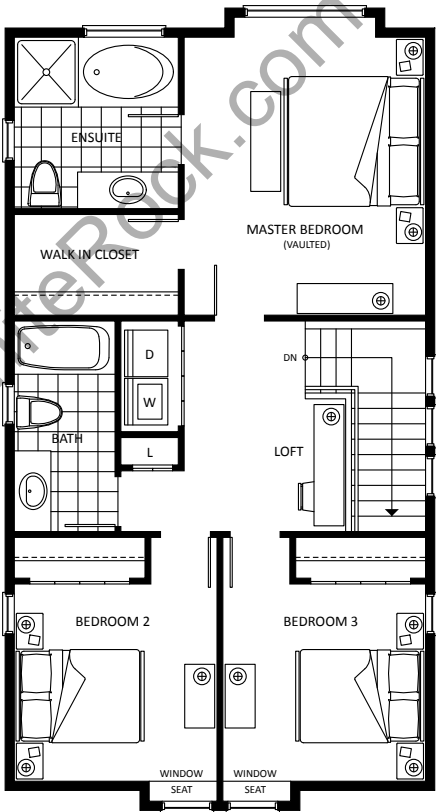 ENSUITE
MASTER BEDROOM
(VAULTED)
WALK IN CLOSET
D
DN
W
BATH
L
LOFT
BEDROOM 2
BEDROOM 3
WINDOW
SEAT
WINDOW
SEAT
iteRock.com